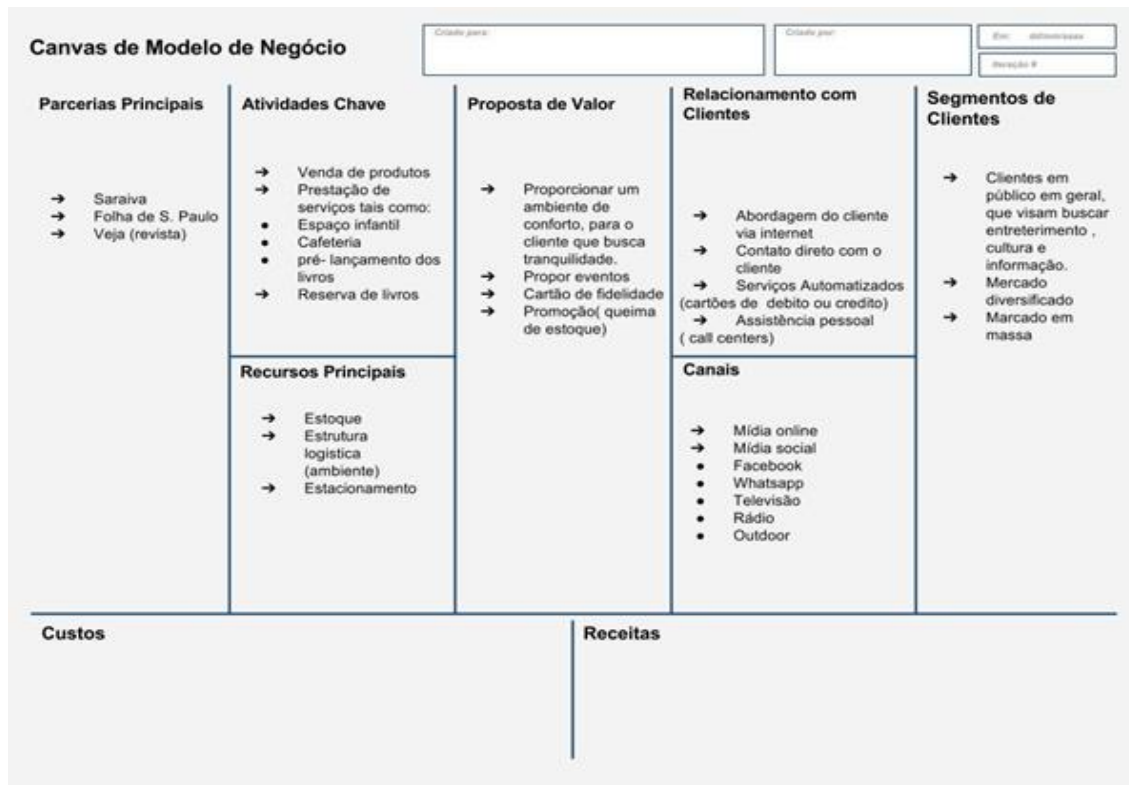 Canvas de Modelo de Negócio
Criado para:
Criado por:
Em:
Iteração #
Parcerias Principais
➔ Saraiva
➔ Folha de S. Paulo
➔ Veja (revista)
Atividades Chave
➔ Venda de produtos
➔ Prestação de
serviços tais como:
● Espaço infantil
● Cafeteria
● pré- lançamento dos
livros
➔ Reserva de livros
Recursos Principais
➔ Estoque
➔ Estrutura
logistica
(ambiente)
➔ Estacionamento
Proposta de Valor
➔ Proporcionar um
ambiente de
conforto, para o
cliente que busca
tranquilidade.
➔ Propor eventos
➔ Cartão de fidelidade
➔ Promoção( queima
de estoque)
Relacionamento com
Clientes
➔ Abordagem do cliente
via internet
➔ Contato direto com o
cliente
➔ Serviços Automatizados
(cartões de debito ou credito)
➔ Assistência pessoal
( call centers)
Canais
➔ Mídia online
➔ Mídia social
● Facebook
● Whatsapp
● Televisão
● Rádio
● Outdoor
Segmentos de
Clientes
➔ Clientes em
público em geral,
que visam buscar
entreterimento ,
cultura e
informação.
➔ Mercado
diversificado
➔ Marcado em
massa
Custos
Receitas